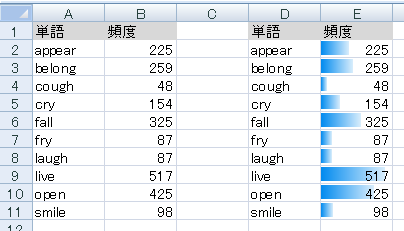 A B C D E
1 単語 頻度 単語 頻度
2 appear 225 appear 225
3 belong 259 belong 259
4 cough 48 cough 48
5 cry 154 cry 154
6 fall 325 fall 325
7 fry 87 fry 87
8 laugh 87 laugh 87
9 live 517 live 517
10 open 425 open 425
11 smile 98 smile 98
12